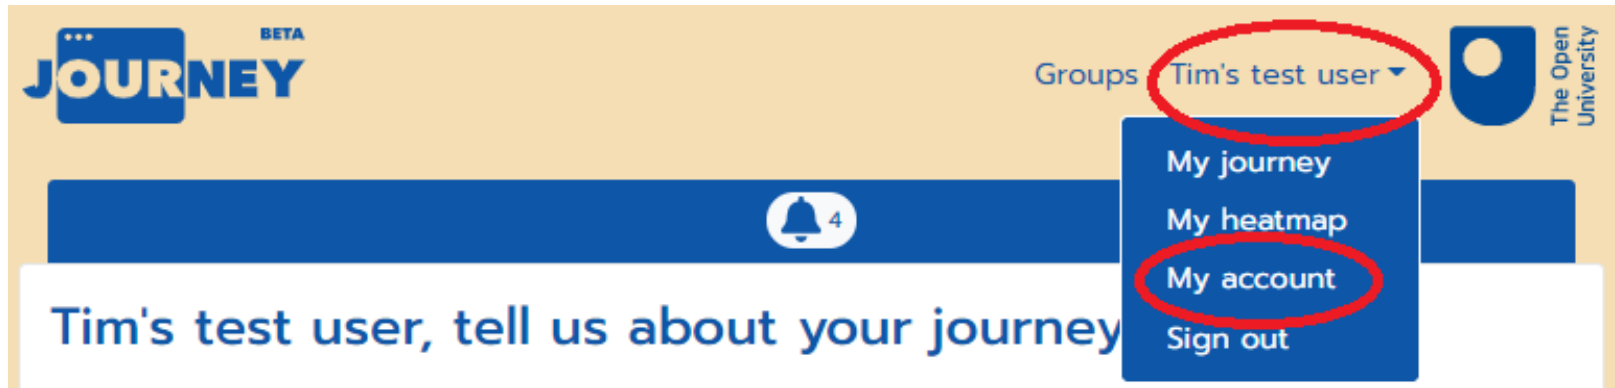 BETA
JOURNEY
Groups
Tim's test user
The Open
University
My journey
My heatmap
My account
Sign out
4
Tim's test user, tell us about your journey